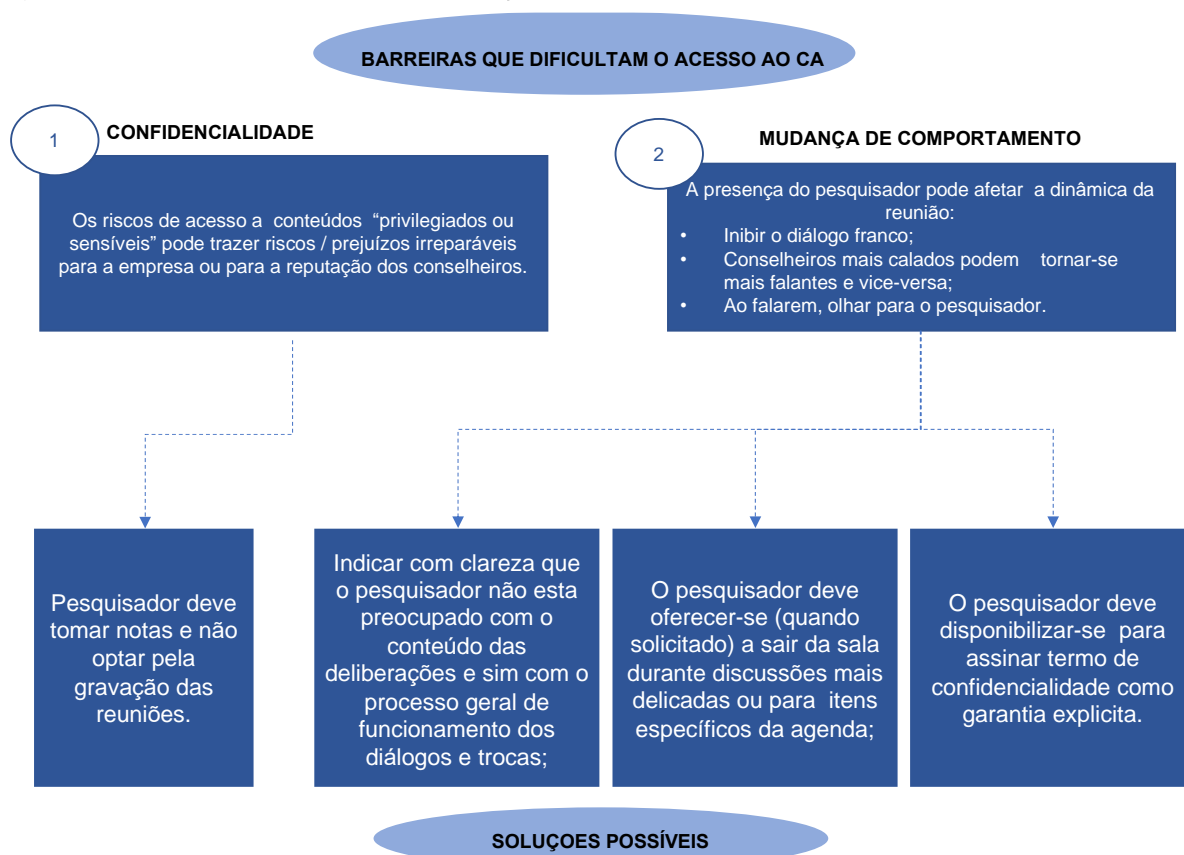 BARREIRAS QUE DIFICULTAM O ACESSO AO CA
1
CONFIDENCIALIDADE
Os riscos de acesso a conteúdos “privilegiados ou
sensíveis” pode trazer riscos / prejuízos irreparáveis
para a empresa ou para a reputação dos conselheiros.
2
MUDANÇA DE COMPORTAMENTO
A presença do pesquisador pode afetar a dinâmica da
reunião:
• Inibir o diálogo franco;
• Conselheiros mais calados podem tornar-se
mais falantes e vice-versa;
• Ao falarem, olhar para o pesquisador.
Pesquisador deve
tomar notas e não
optar pela
gravação das
reuniões.
Indicar com clareza que
o pesquisador não esta
preocupado com o
conteúdo das
deliberações e sim com o
processo geral de
funcionamento dos
diálogos e trocas;
O pesquisador deve
oferecer-se (quando
solicitado) a sair da sala
durante discussões mais
delicadas ou para itens
específicos da agenda;
O pesquisador deve
disponibilizar-se para
assinar termo de
confidencialidade como
garantia explicita.
SOLUÇOES POSSÍVEIS